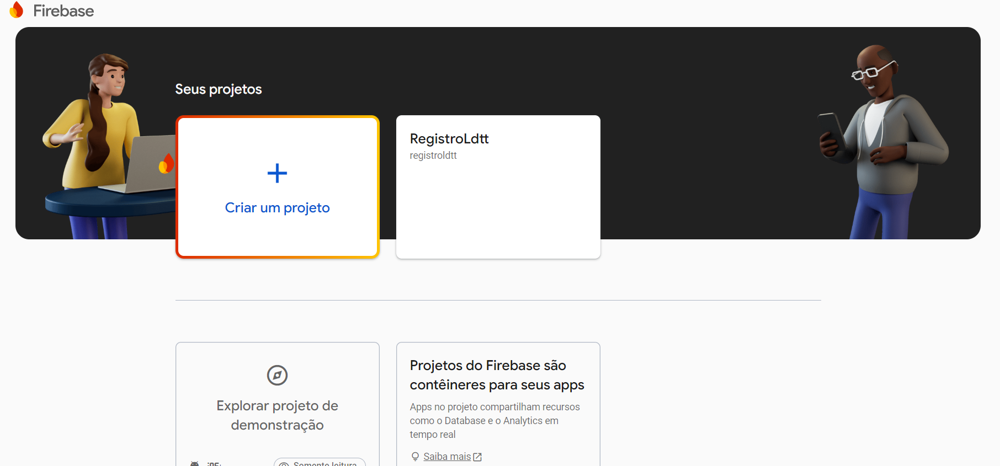 Firebase
Seus projetos
Criar um projeto
RegistroLdtt
registroldtt
Explorar projeto de
demonstração
iOS+
Somente leitura
Projetos do Firebase são
contêineres para seus apps
Apps no projeto compartilham recursos
como o Database e o Analytics em
tempo real
Saiba mais